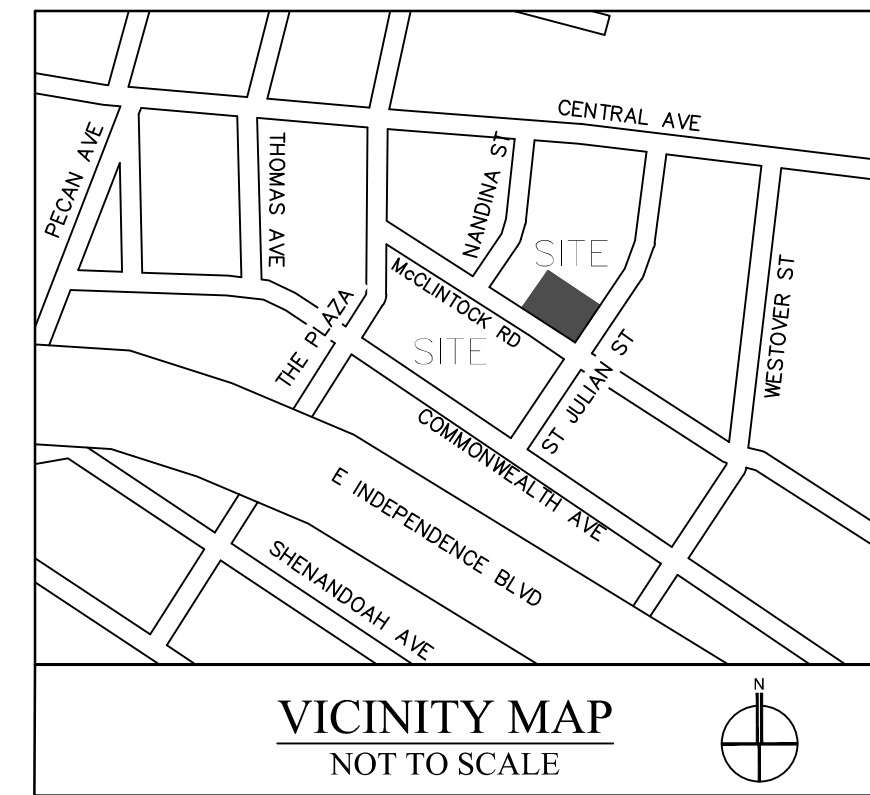 CENTRAL AVE
PECAN AVE
THOMAS AVE
NANDINA ST
SITE
McCLINTOCK RD
WESTOVER ST
THE PLAZA
SITE
ST JULIAN ST
COMMONWEALTH AVE
E INDEPENDENCE BLVD
SHENANDOAH AVE
N
VICINITY MAP
NOT TO SCALE